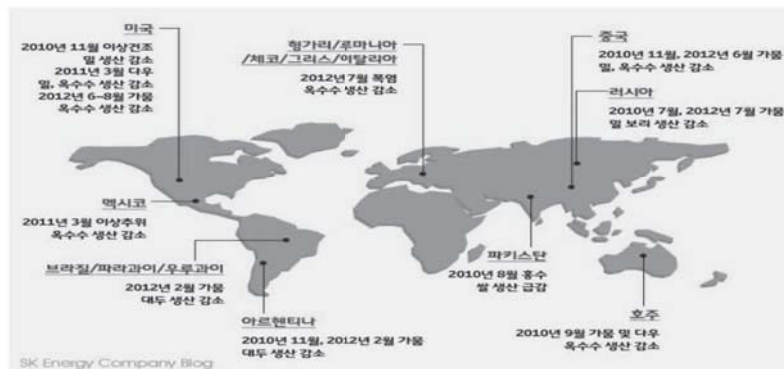 미국
2010년 11월 이상건조
밀 생산 감소
2011년 3월 다우
밀, 옥수수 생산 감소
2012년 6-8월 가뭄
옥수수 생산 감소
헝가리/루마니아
/체코/그리스/이탈리아
2012년 7월 폭염
옥수수 생산 감소
중국
2010년 11월, 2012년 6월 가뭄
밀, 옥수수 생산 감소
러시아
2010년 7월, 2012년 7월 가뭄
밀 보리 생산 감소
멕시코
2011년 3월 이상추위
옥수수 생산 감소
브라질/파라과이/우루과이
2012년 2월 가뭄
대두 생산 감소
아르헨티나
2010년 11월, 2012년 2월 가뭄
대두 생산 감소
파키스탄
2010년 8월 홍수
쌀 생산 급감
호주
2010년 9월 가뭄 및 다우
옥수수 생산 감소
SK Energy Company Blog